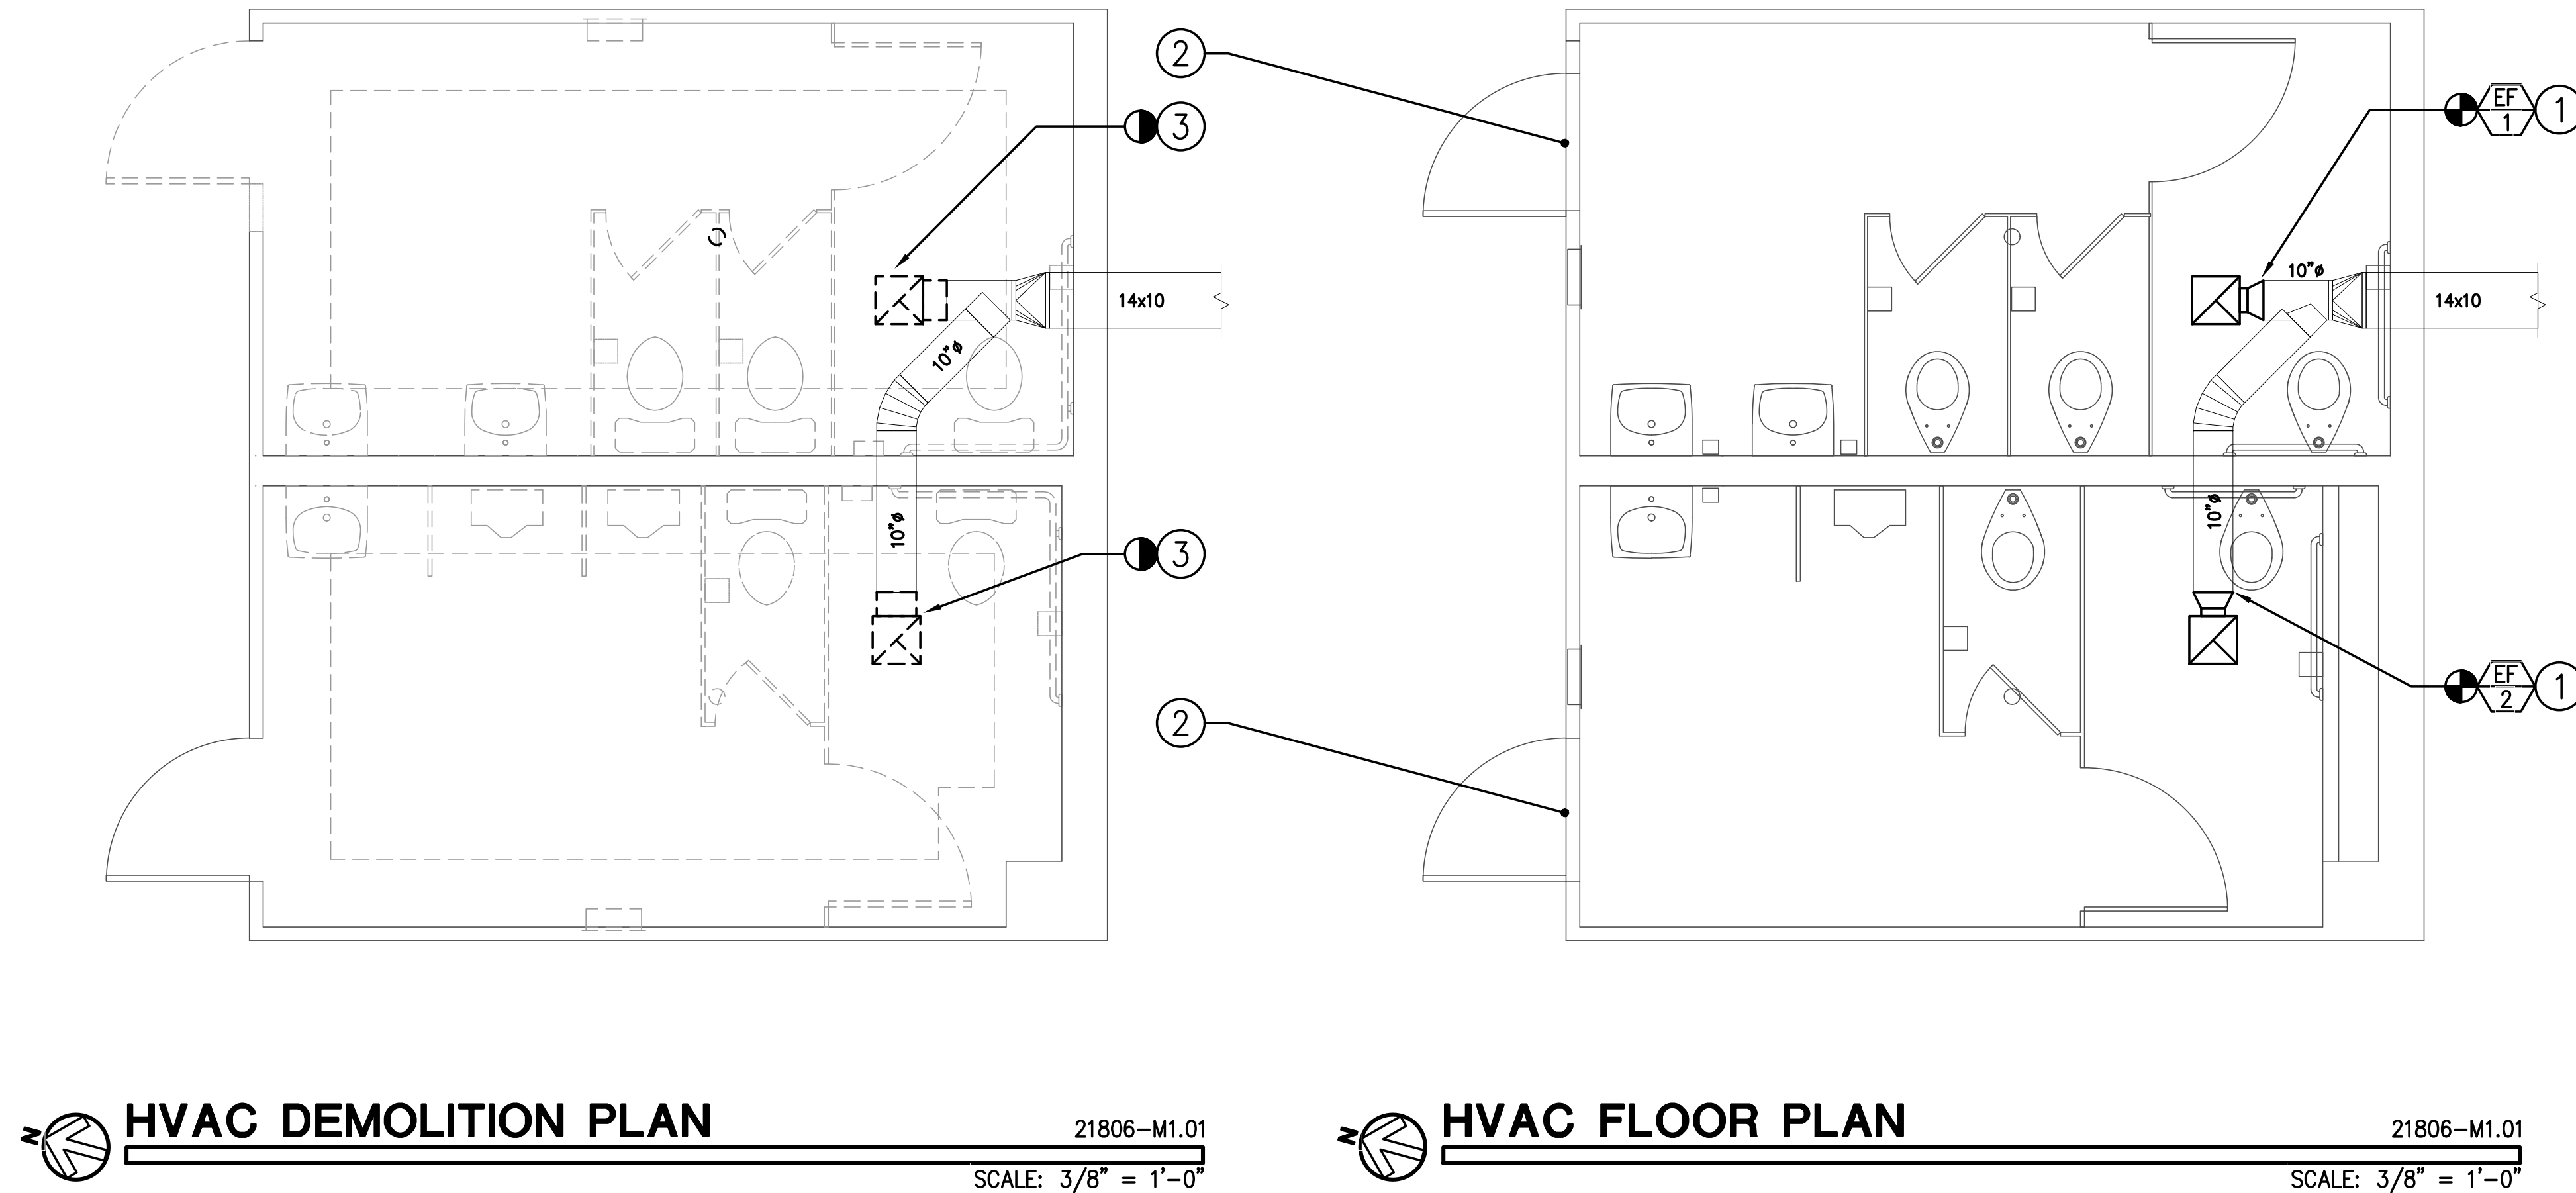 3
14x10
10"ø
10"ø
3
2
2
EF
1
1
10"ø
14x10
10"ø
EF
2
1
N
HVAC DEMOLITION PLAN
21806-M1.01
SCALE: 3/8" = 1'-0"
N
HVAC FLOOR PLAN
21806-M1.01
SCALE: 3/8" = 1'-0"